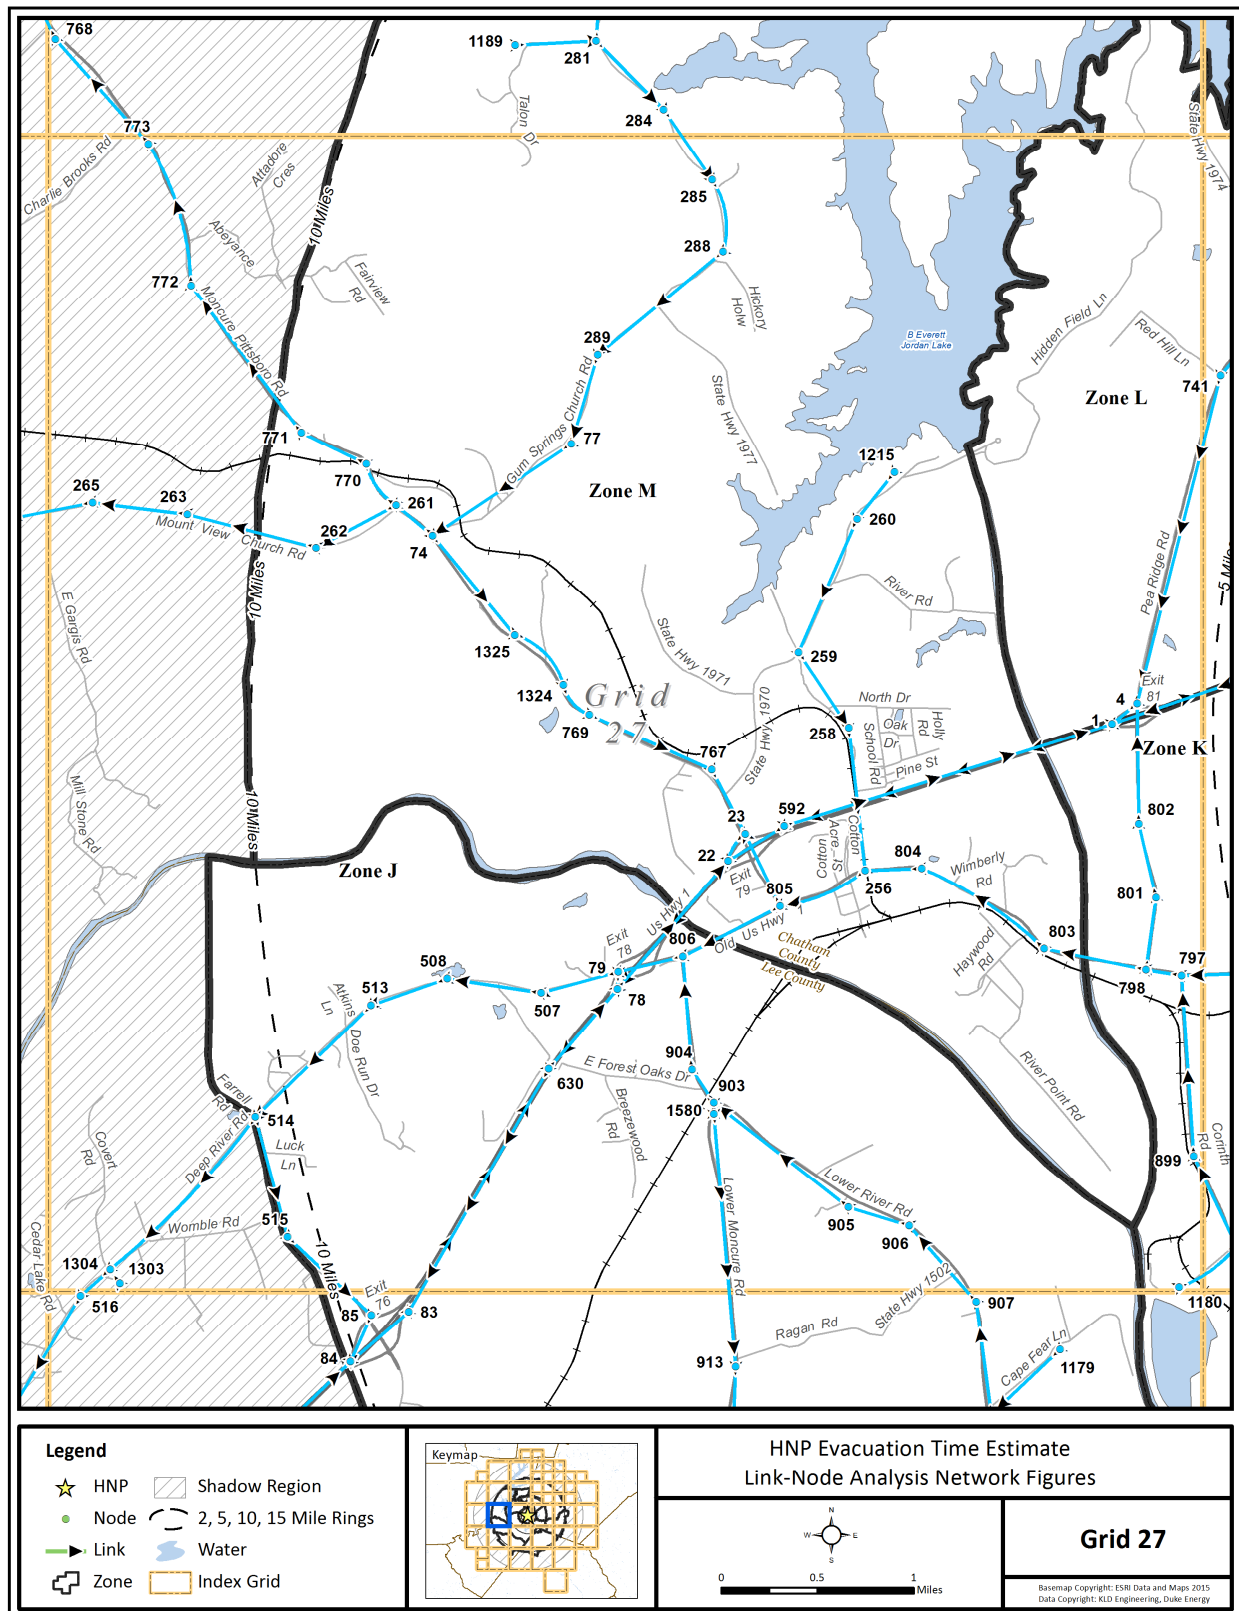 768
1189
281
284
Talon Dr
773
State Hwy 1974
Charlie Brooks Rd
Attadore Cres
10 Miles
285
Abeyance
288
Fairview Rd
772
Hickory Holw
Hidden Field Ln
Moncure Pittsboro Rd
B Everett
Jordan Lake
Red Hill Ln
289
741
Gum Springs Church Rd
State Hwy 1977
Zone L
771
77
770
1215
265
263
Zone M
261
262
260
Mount View Church Rd
74
Pea Ridge Rd
10 Miles
5 Miles
River Rd
E Gargis Rd
1325
State Hwy 1971
259
Exit 81
1324
Grid
27
North Dr
4
1
769
State Hwy 1970
258
Oak Dr
Holly Rd
School Rd
Zone K
767
Pine St
Mill Stone Rd
10 Miles
23
592
802
Cotton
Acre St
Cotton
22
804
Wimberly Rd
Zone J
Exit 79
805
256
801
Us Hwy 1
Old Us Hwy 1
Exit 78
806
Chatham County
Lee County
Haywood Rd
803
797
508
79
798
513
507
78
Atkins Ln
Doe Run Dr
904
E Forest Oaks Dr
630
903
River Point Rd
Farrell Rd
1580
Breezewood Rd
514
Deep River Rd
Covert Rd
Luck Ln
Corinth Rd
899
Lower River Rd
Lower Moncure Rd
515
Womble Rd
905
906
Cedar Lake Rd
10 Miles
1304
1303
State Hwy 1502
516
Exit 76
85
83
907
1180
Ragan Rd
84
913
Cape Fear Ln
1179
Legend
HNP
Shadow Region
Node
2, 5, 10, 15 Mile Rings
Link
Water
Zone
Index Grid
Keymap
HNP Evacuation Time Estimate
Link-Node Analysis Network Figures
N
W E
S
0 0.5 1
Miles
Grid 27
Basemap Copyright: ESRI Data and Maps 2015
Data Copyright: KLD Engineering, Duke Energy